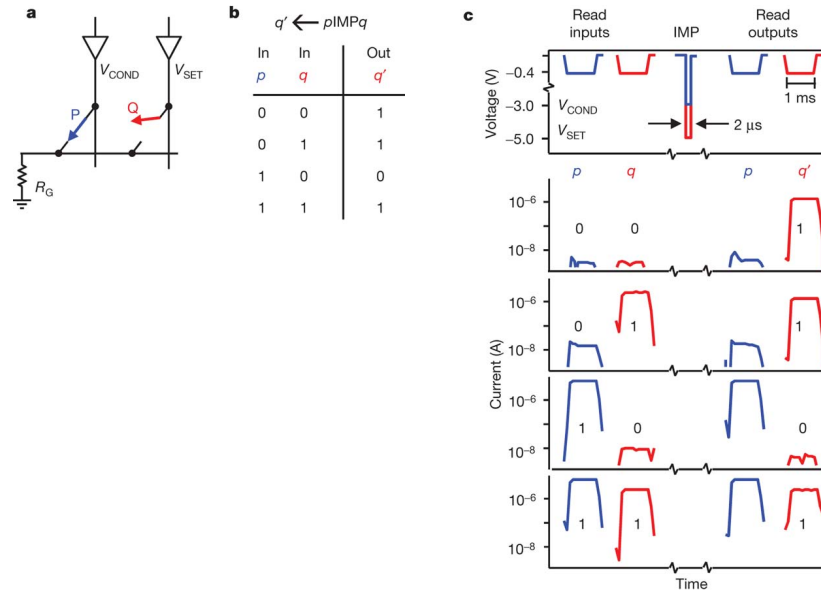 a
V_COND
V_SET
P
Q
R_G
b
q' ← pIMPq
In In Out
p q q'
0 0 1
0 1 1
1 0 0
1 1 1
c
Read inputs IMP Read outputs
Voltage (V)
−0.4
−3.0
−5.0
V_COND
V_SET
2 µs
1 ms
p q p q'
Current (A)
10⁻⁶
10⁻⁸
0 0 1
10⁻⁶
10⁻⁸
0 1 1
10⁻⁶
10⁻⁸
1 0 0
10⁻⁶
10⁻⁸
1 1 1
Time